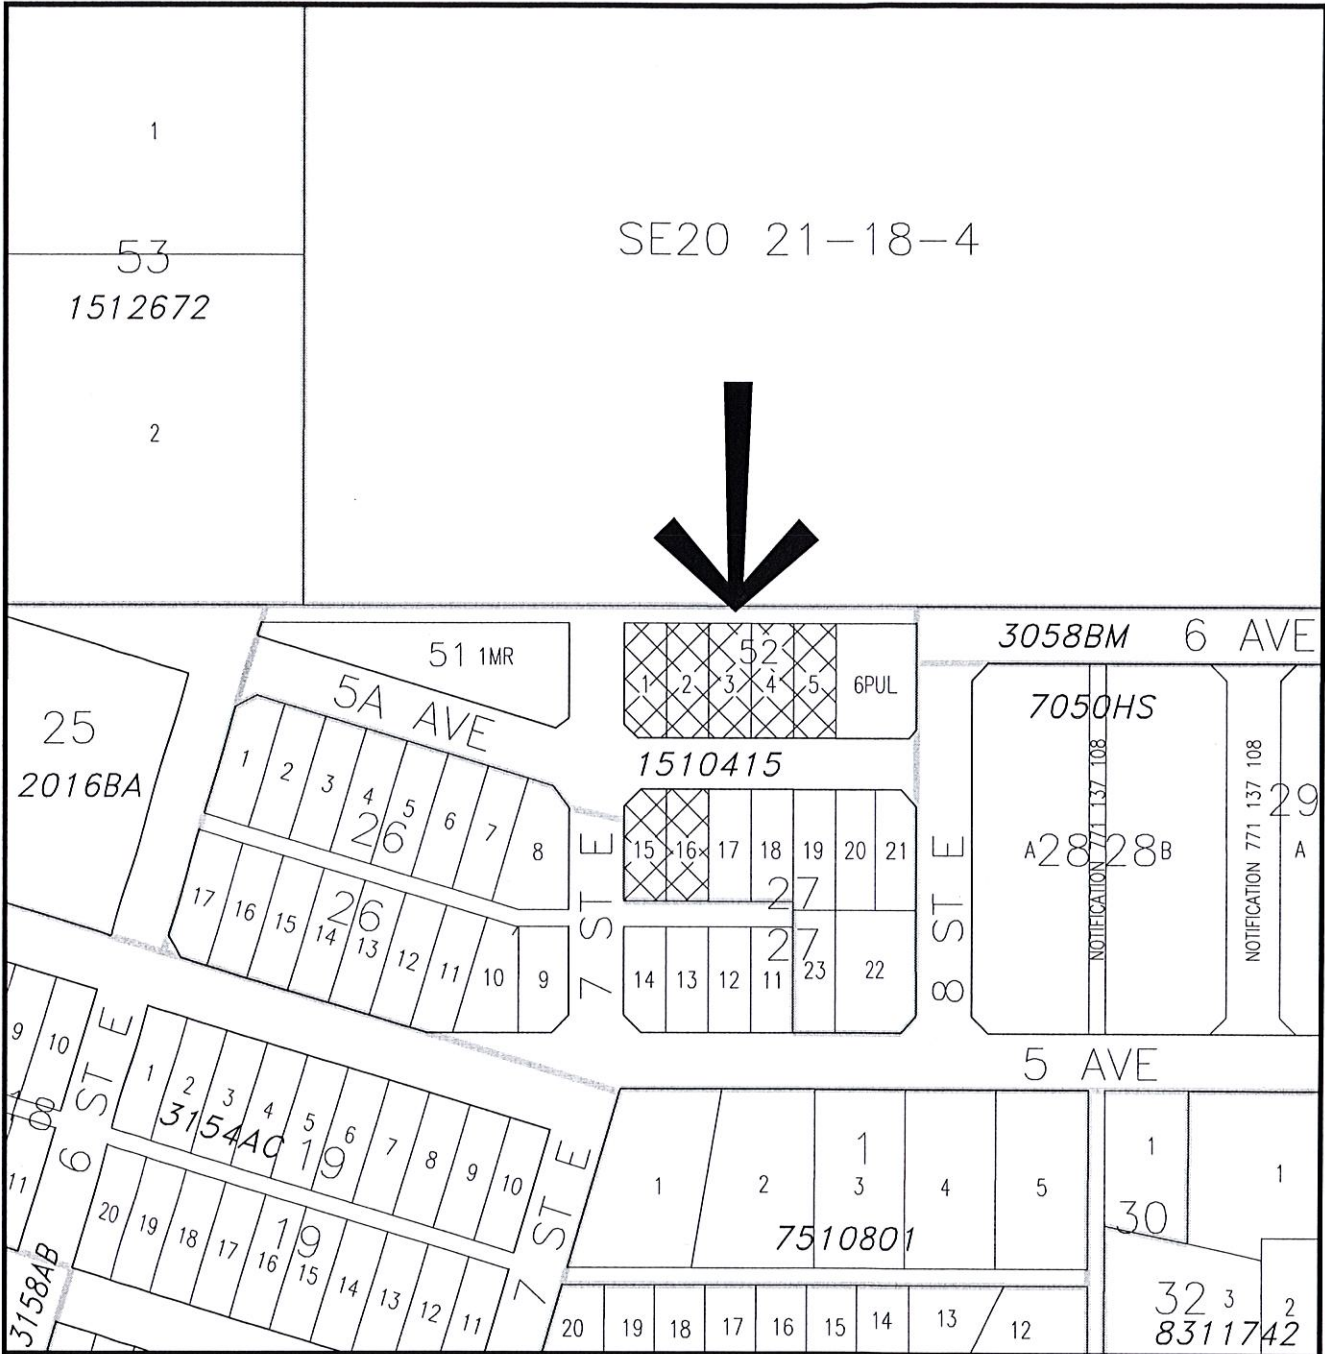 1
SE20 21-18-4
53
1512672
2
3058BM
6 AVE
51 1MR
52
1 2 3 4 5 6PUL
5A AVE
7050HS
25
2016BA
1510415
1 2 3 4 5 6 7 8
26
15 16 17 18 19 20 21
27
A 28 28 B
29
A
NOTIFICATION 771 137 108
NOTIFICATION 771 137 108
7 ST E
8 ST E
17 16 15 14 13 12 11 10 9
26
14 13 12 11 23 22
27
5 AVE
9 10
6 ST E
1 2 3 4 5 6 7 8 9 10
3154AC 19
7 ST E
1 2 3 4 5
1
7510801
1 1
30
11
20 19 18 17 16 15 14 13 12 11
19
3158AB
20 19 18 17 16 15 14 13 12
32 3 2
8311742